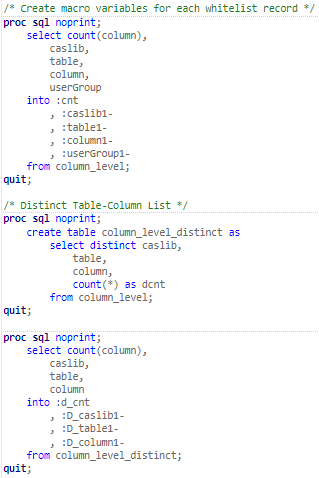 /* Create macro variables for each whitelist record */
proc sql noprint;
    select count(column),
        caslib,
        table,
        column,
        userGroup
    into :cnt
        , :caslib1-
        , :table1-
        , :column1-
        , :userGroup1-
    from column_level;
quit;

/* Distinct Table-Column List */
proc sql noprint;
    create table column_level_distinct as
        select distinct caslib,
            table,
            column,
            count(*) as dcnt
        from column_level;
quit;

proc sql noprint;
    select count(column),
        caslib,
        table,
        column
    into :d_cnt
        , :D_caslib1-
        , :D_table1-
        , :D_column1-
    from column_level_distinct;
quit;